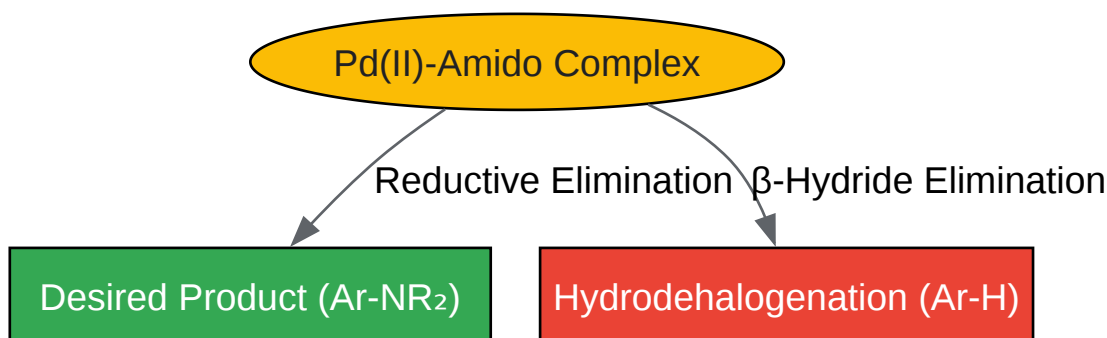 Pd(II)-Amido Complex
Reductive Elimination
β-Hydride Elimination
Desired Product (Ar-NR₂)
Hydrodehalogenation (Ar-H)